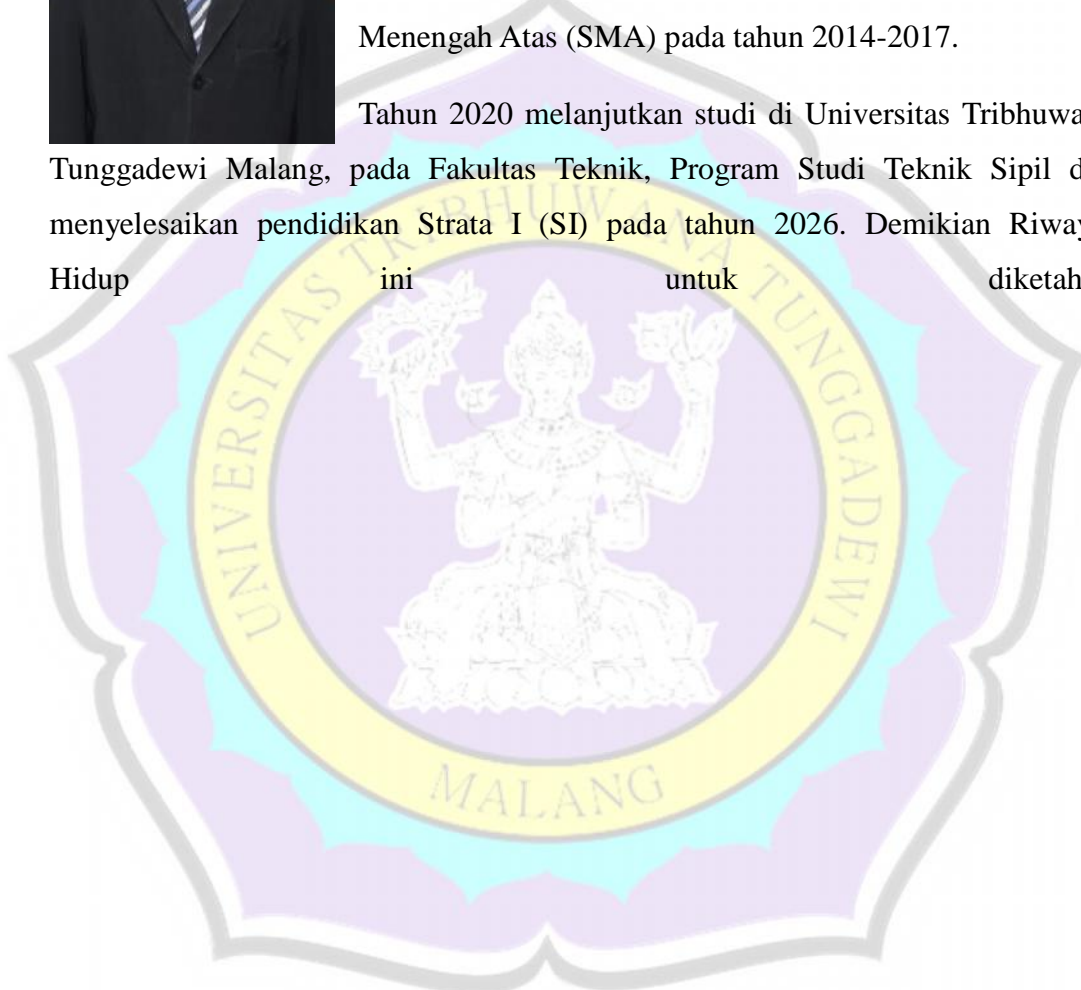 Menengah Atas (SMA) pada tahun 2014-2017.
Tahun 2020 melanjutkan studi di Universitas Tribhuwa
Tunggadewi Malang, pada Fakultas Teknik, Program Studi Teknik Sipil d
menyelesaikan pendidikan Strata I (SI) pada tahun 2026. Demikian Riway
Hidup ini untuk diketah
UNIVERSITAS TRIBHUWANA TUNGGADEWI
MALANG